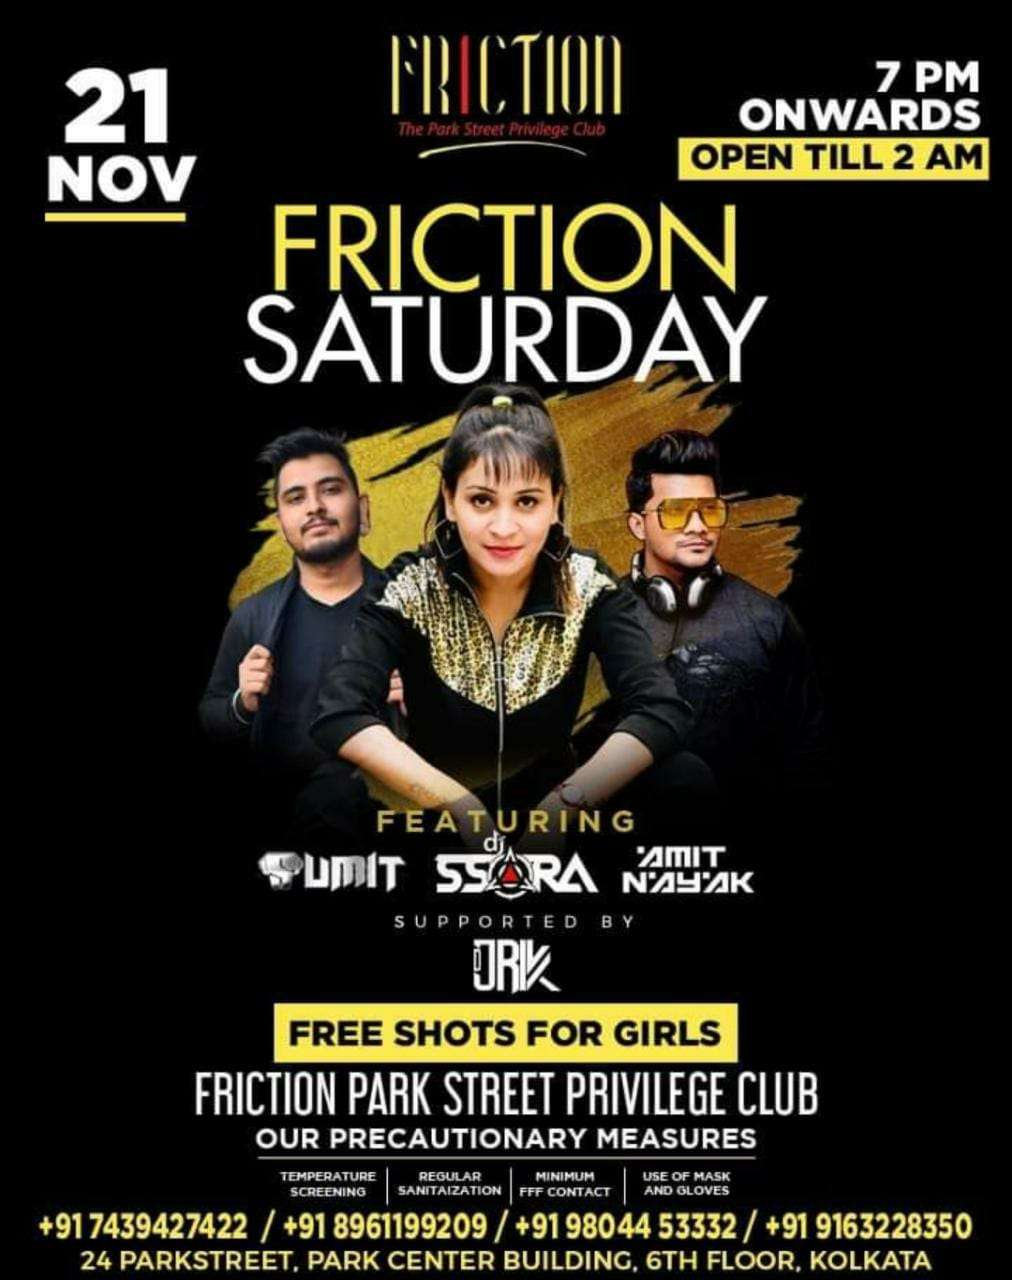 21
NOV
FRICTION
The Park Street Privilege Club
7 PM
ONWARDS
OPEN TILL 2 AM
FRICTION
SATURDAY
FEATURING
SUMIT
dj SSORA
AMIT
NAYAK
SUPPORTED BY
FREE SHOTS FOR GIRLS
FRICTION PARK STREET PRIVILEGE CLUB
OUR PRECAUTIONARY MEASURES
TEMPERATURE
SCREENING
REGULAR
SANITAIZATION
MINIMUM
FFF CONTACT
USE OF MASK
AND GLOVES
+91 7439427422 / +91 8961199209 / +91 98044 53332 / +91 9163228350
24 PARKSTREET, PARK CENTER BUILDING, 6TH FLOOR, KOLKATA